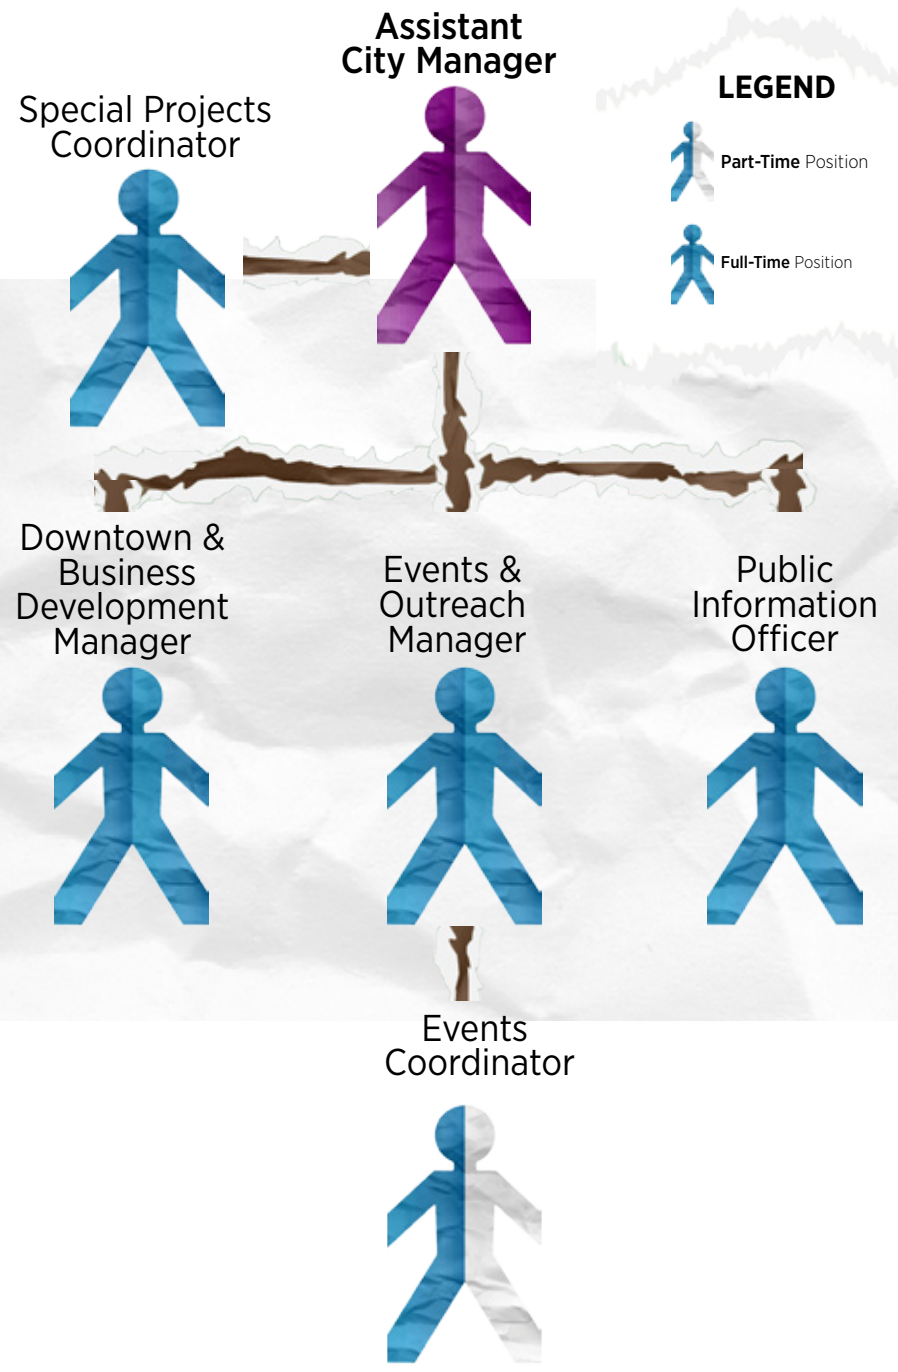 Assistant
City Manager
LEGEND
Part-Time Position
Full-Time Position
Special Projects
Coordinator
Downtown &
Business
Development
Manager
Events &
Outreach
Manager
Public
Information
Officer
Events
Coordinator